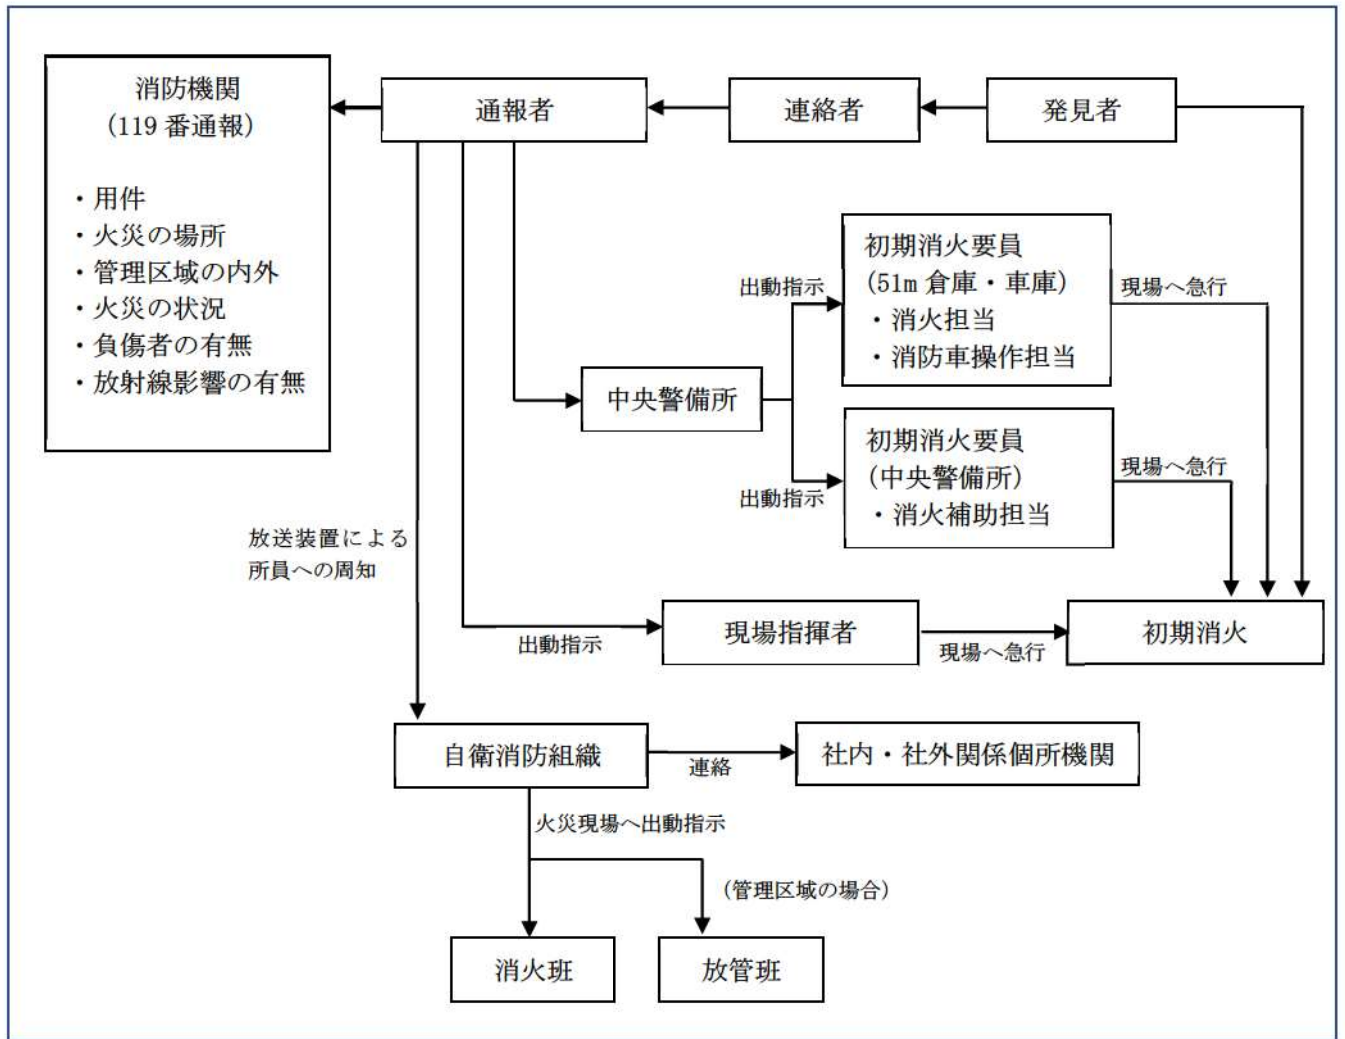 消防機関
(119 番通報)
・用件
・火災の場所
・管理区域の内外
・火災の状況
・負傷者の有無
・放射線影響の有無
通報者
連絡者
発見者
初期消火要員
(51m 倉庫・車庫)
・消火担当
・消防車操作担当
出動指示
現場へ急行
中央警備所
初期消火要員
(中央警備所)
・消火補助担当
出動指示
現場へ急行
放送装置による
所員への周知
出動指示
現場指揮者
現場へ急行
初期消火
自衛消防組織
連絡
社内・社外関係個所機関
火災現場へ出動指示
(管理区域の場合)
消火班
放管班